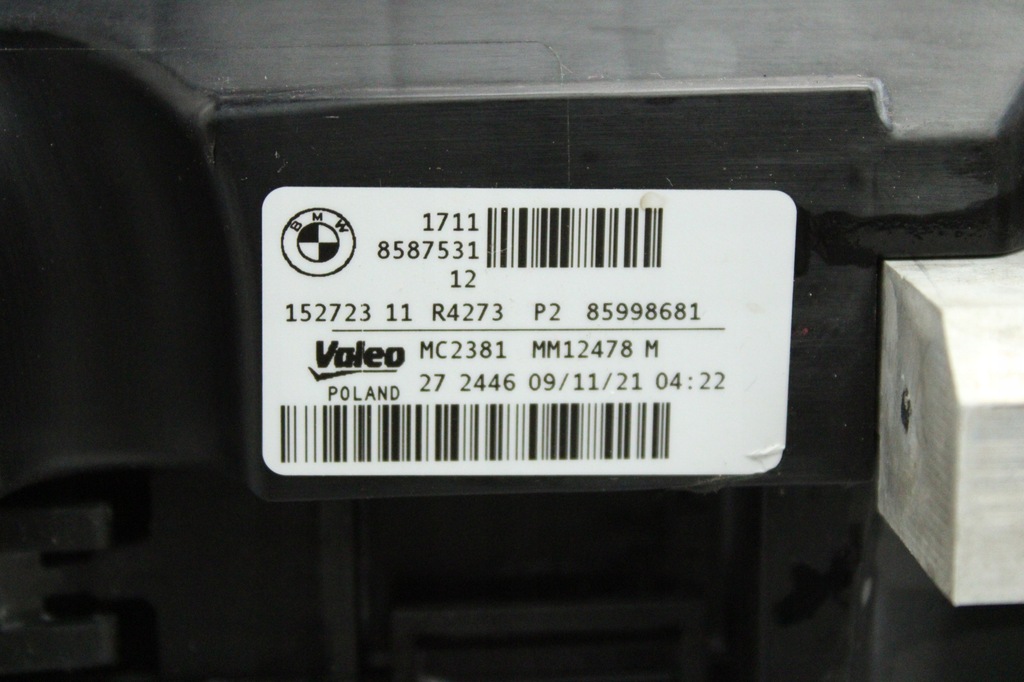 BMW
1711
8587531
12
152723 11 R4273 P2 85998681
Valeo MC2381 MM12478 M
POLAND 27 2446 09/11/21 04:22